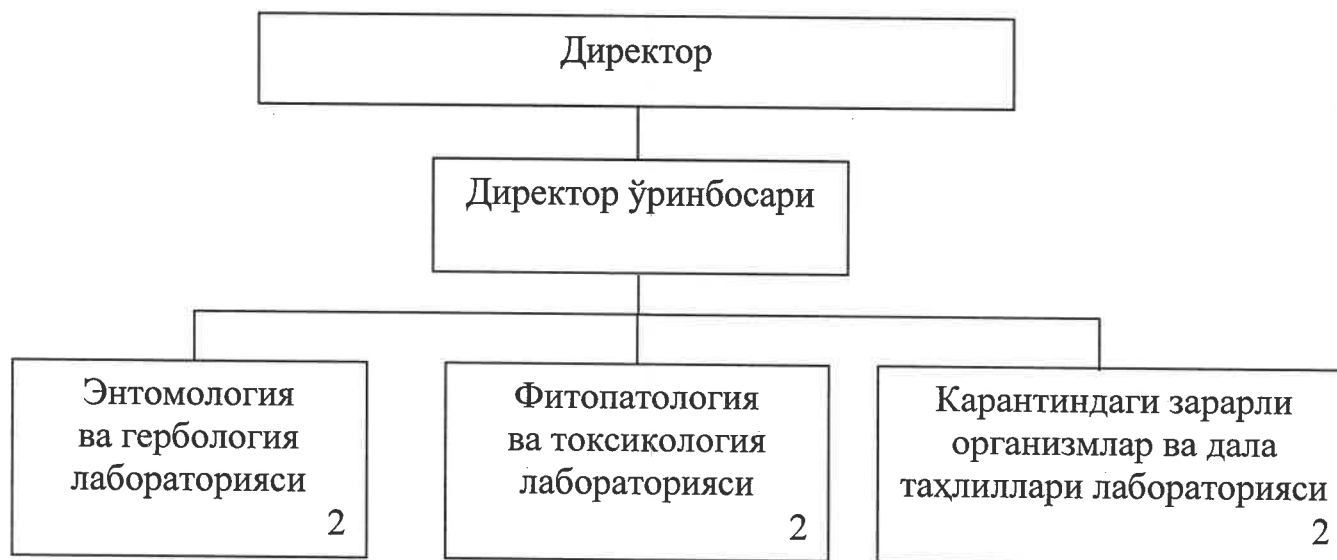 Директор
Директор ўринбосари
Энтомология
ва гербология
лабораторияси
2
Фитопатология
ва токсикология
лабораторияси
2
Карантиндаги зарарли
организмлар ва дала
таҳлиллари лабораторияси
2